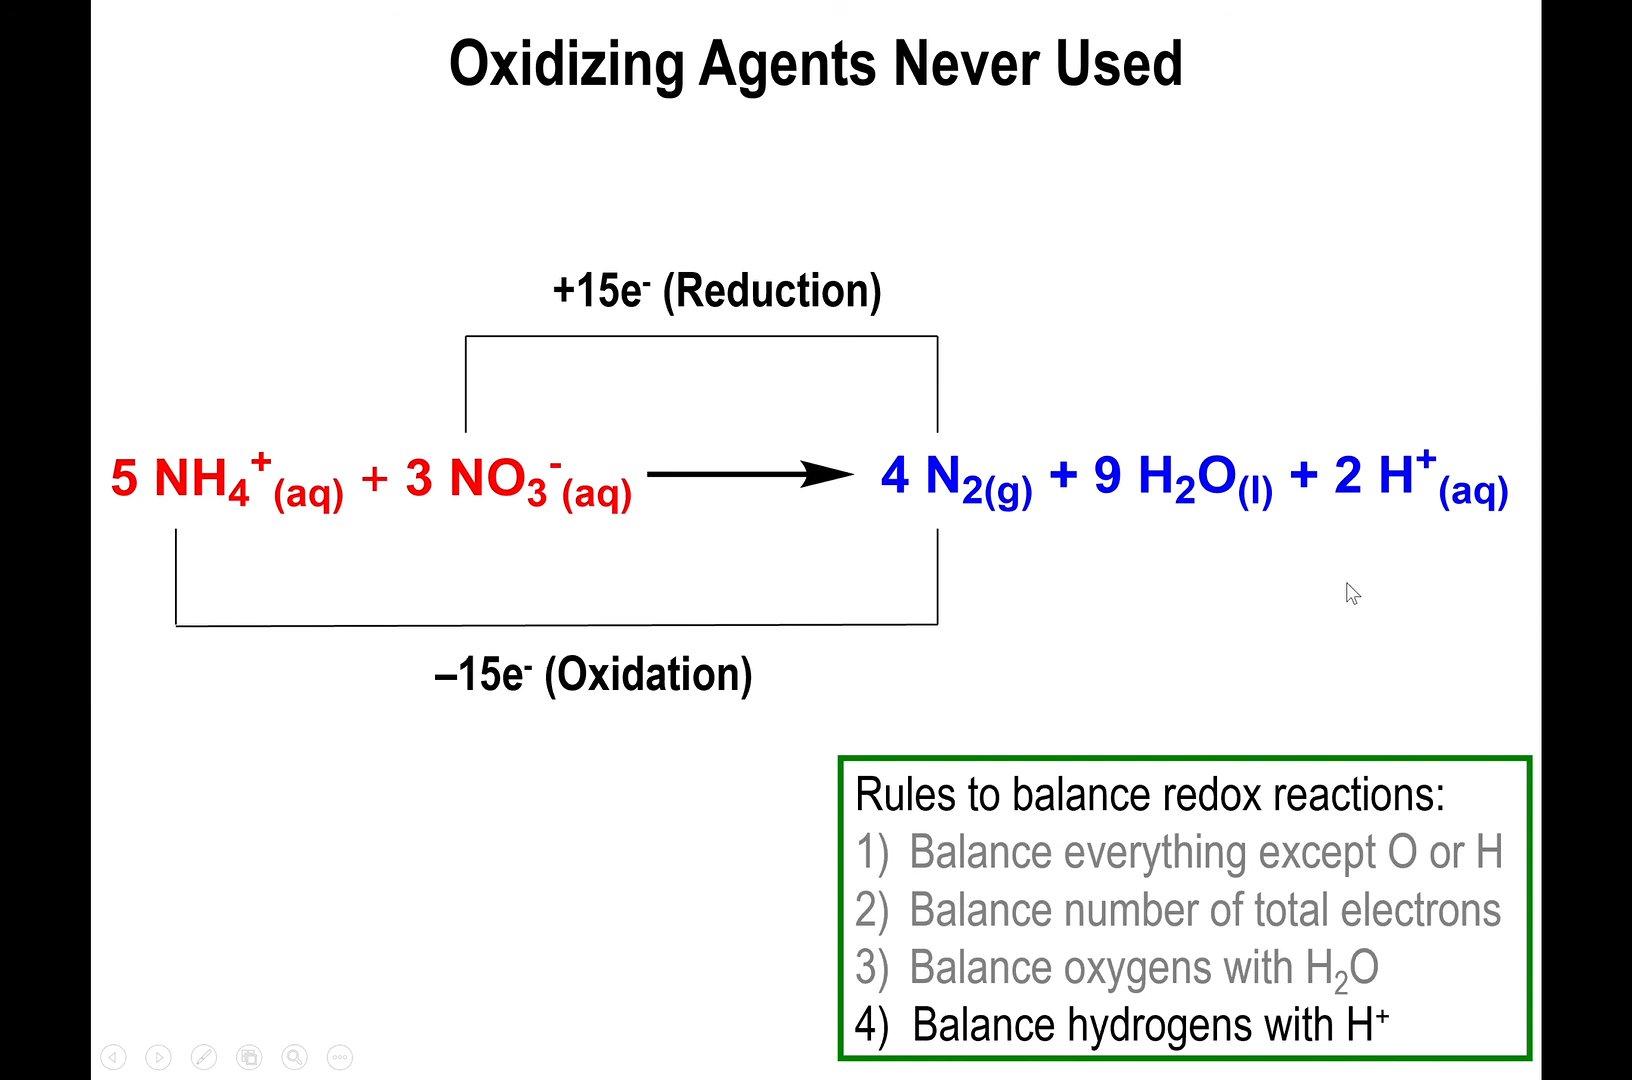 Oxidizing Agents Never Used
+15e⁻ (Reduction)
5 NH₄⁺(aq) + 3 NO₃⁻(aq) ⟶ 4 N₂(g) + 9 H₂O(l) + 2 H⁺(aq)
–15e⁻ (Oxidation)
Rules to balance redox reactions:
1) Balance everything except O or H
2) Balance number of total electrons
3) Balance oxygens with H₂O
4) Balance hydrogens with H⁺